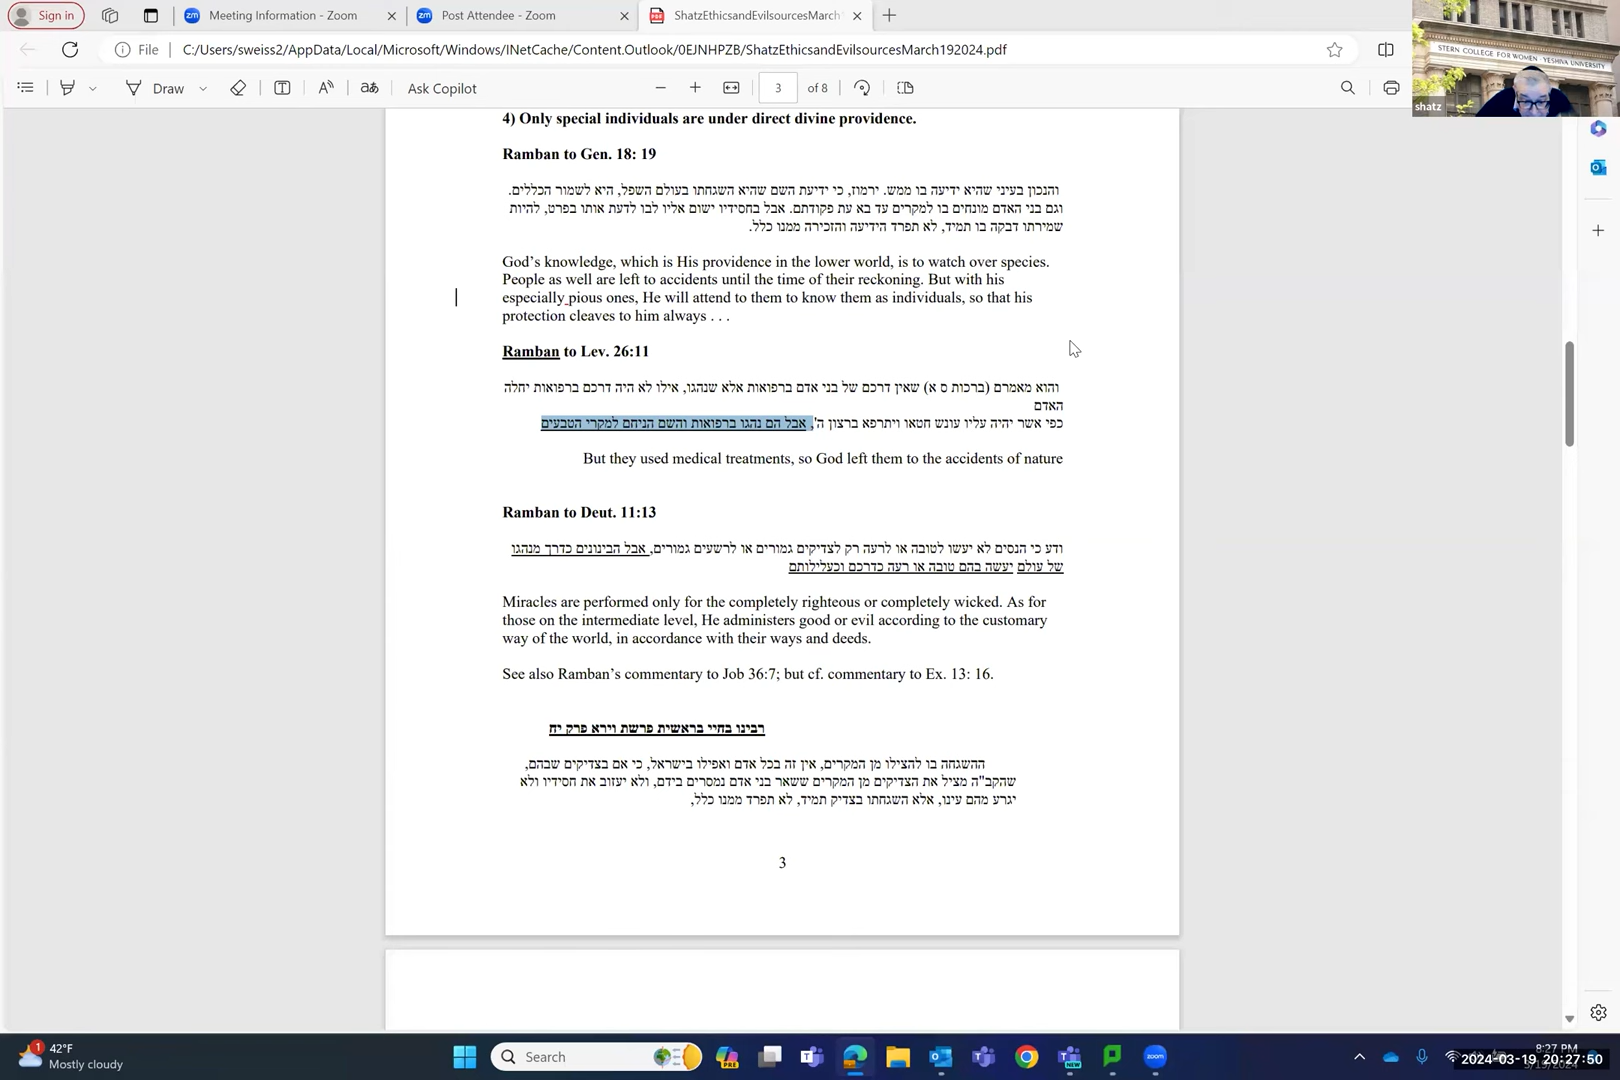 Sign in
Meeting Information - Zoom
Post Attendee - Zoom
ShatzEthicsandEvilsourcesMarch
File
C:/Users/sweiss2/AppData/Local/Microsoft/Windows/INetCache/Content.Outlook/0EJNHPZB/ShatzEthicsandEvilsourcesMarch192024.pdf
Draw
Ask Copilot
3
of 8
STERN COLLEGE FOR WOMEN · YESHIVA UNIVERSITY
shatz
4) Only special individuals are under direct divine providence.
Ramban to Gen. 18: 19
והנכון בעיני שהיא ידיעה בו ממש. ירמוז, כי ידיעת השם שהיא השגחתו בעולם השפל, היא לשמור הכללים.
וגם בני האדם מונחים בו למקרים עד בא עת פקודתם. אבל בחסידיו ישום אליו לבו לדעת אותו בפרט, להיות
שמירתו דבקה בו תמיד, לא תפרד הידיעה והזכירה ממנו כלל.
God's knowledge, which is His providence in the lower world, is to watch over species.
People as well are left to accidents until the time of their reckoning. But with his
especially pious ones, He will attend to them to know them as individuals, so that his
protection cleaves to him always . . .
Ramban to Lev. 26:11
והוא מאמרם (ברכות ס א) שאין דרכם של בני אדם ברפואות אלא שנהגו, אילו לא היה דרכם ברפואות יחלה
האדם
כפי אשר יהיה עליו עונש חטאו ויתרפא ברצון ה', אבל הם נהגו ברפואות והשם הניחם למקרי הטבעים
But they used medical treatments, so God left them to the accidents of nature
Ramban to Deut. 11:13
ודע כי הנסים לא יעשו לטובה או לרעה רק לצדיקים גמורים או לרשעים גמורים, אבל הבינונים כדרך מנהגו
של עולם יעשה בהם טובה או רעה כדרכם וכעלילותם
Miracles are performed only for the completely righteous or completely wicked. As for
those on the intermediate level, He administers good or evil according to the customary
way of the world, in accordance with their ways and deeds.
See also Ramban's commentary to Job 36:7; but cf. commentary to Ex. 13: 16.
רבינו בחיי בראשית פרשת וירא פרק יח
ההשגחה בו להצילו מן המקרים, אין זה בכל אדם ואפילו בישראל, כי אם בצדיקים שבהם,
שהקב"ה מציל את הצדיקים מן המקרים ששאר בני אדם נמסרים בידם, ולא יעזוב את חסידיו ולא
יגרע מהם עינו, אלא השגחתו בצדיק תמיד, לא תפרד ממנו כלל,
3
1
42°F
Mostly cloudy
Search
PRE
NEW
zoom
8:27 PM
2024-03-19 20:27:50